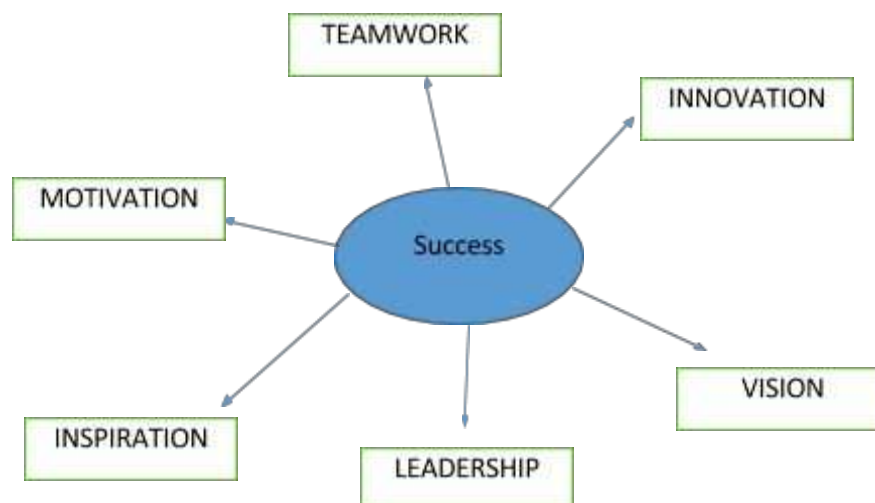 TEAMWORK
INNOVATION
MOTIVATION
Success
VISION
INSPIRATION
LEADERSHIP